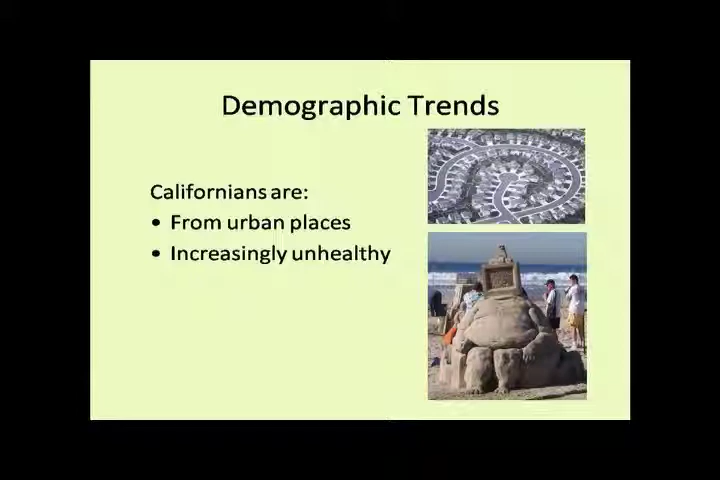 Demographic Trends
Californians are:
• From urban places
• Increasingly unhealthy